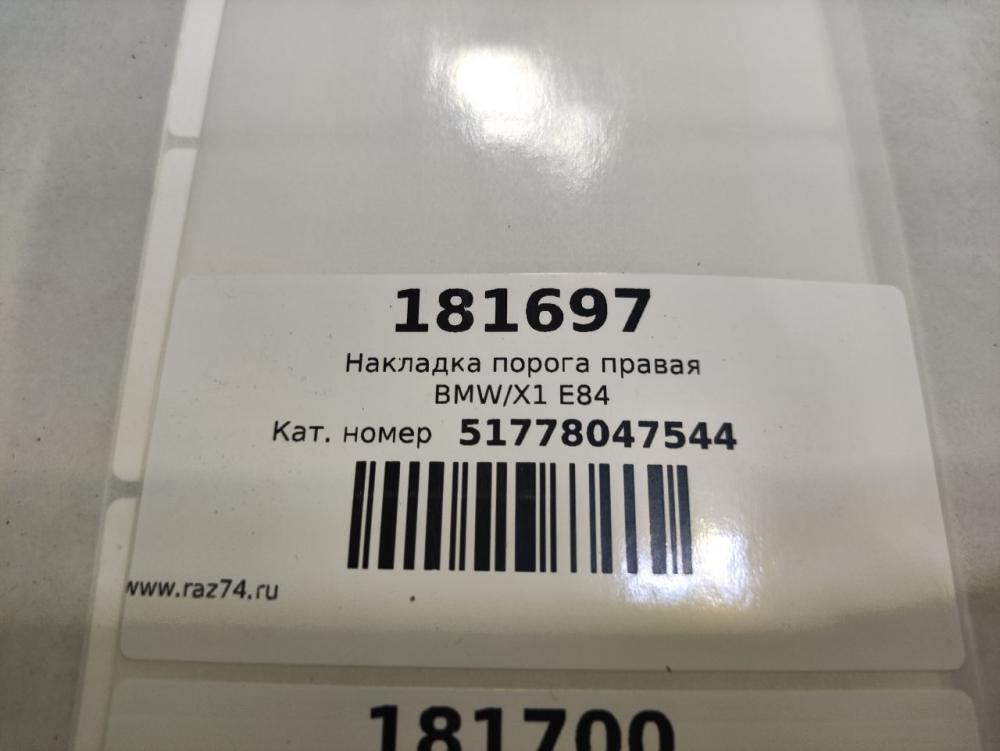 181697
Накладка порога правая
BMW/X1 E84
Кат. номер 51778047544
www.raz74.ru
181700